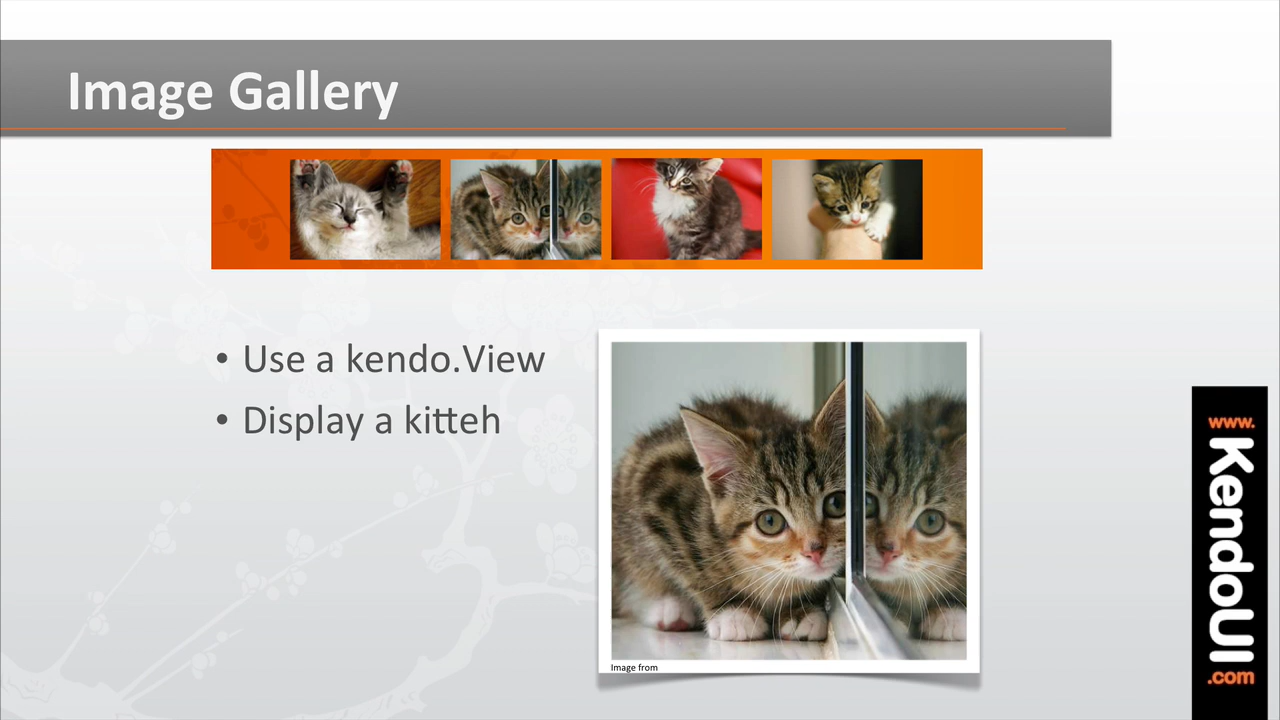 Image Gallery
• Use a kendo.View
• Display a kitteh
Image from
www.
KendoUI
.com